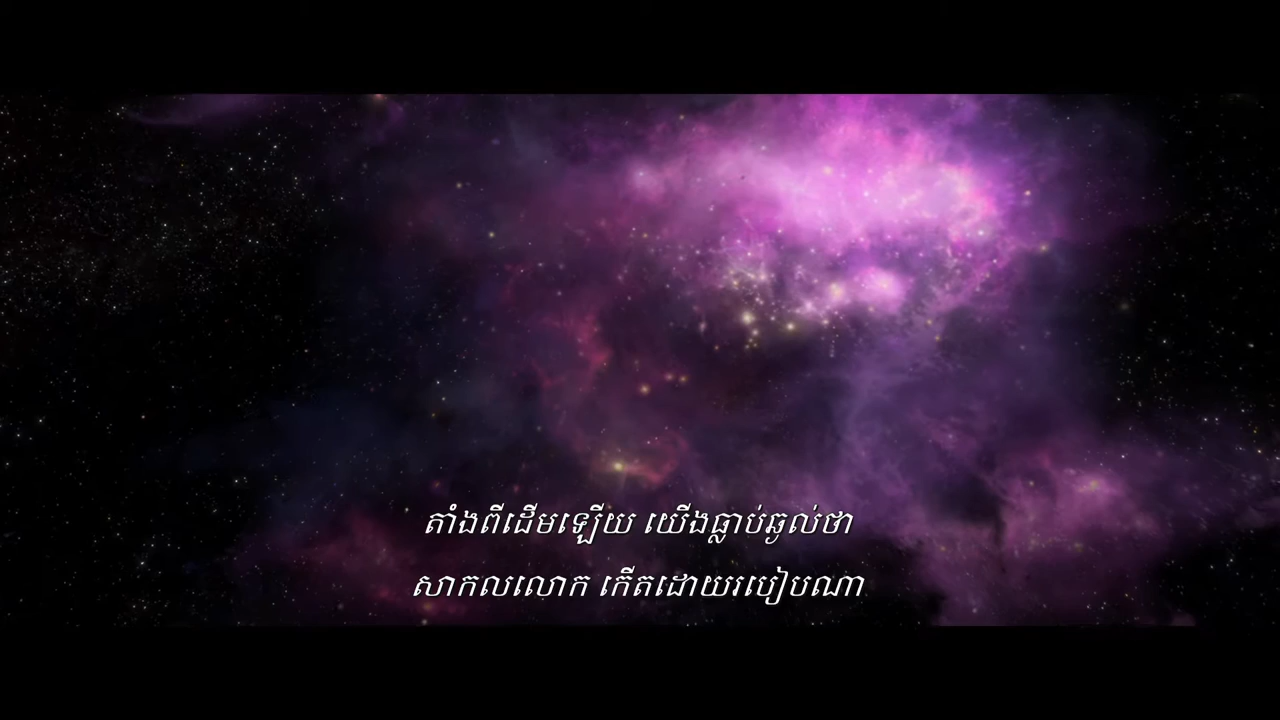 តាំងពីដើមឡើយ យើងធ្លាប់ឆ្ងល់ថា
សាកលលោក កើតដោយរបៀបណា